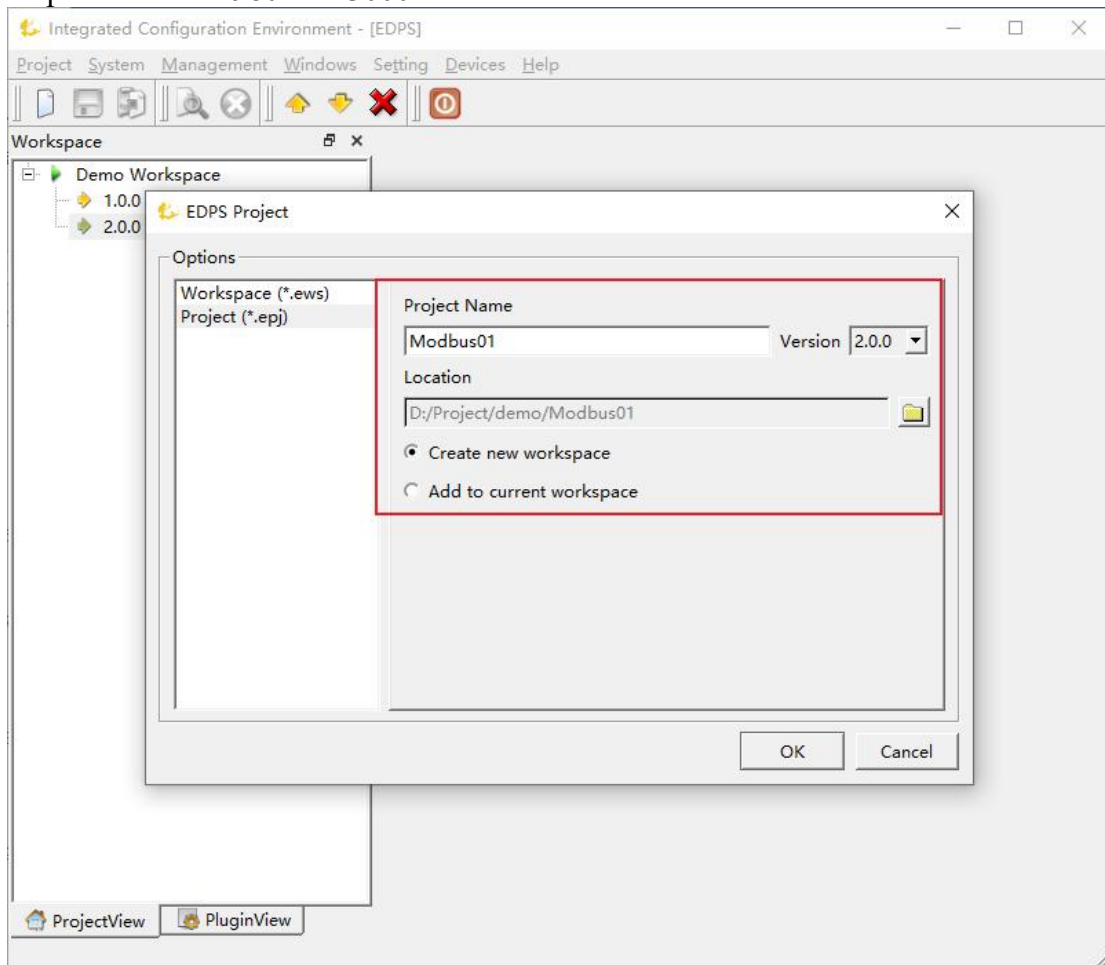 Integrated Configuration Environment - [EDPS]
Project System Management Windows Setting Devices Help
Workspace
Demo Workspace
1.0.0
2.0.0
EDPS Project
Options
Workspace (*.ews)
Project (*.epj)
Project Name
Modbus01
Version 2.0.0
Location
D:/Project/demo/Modbus01
Create new workspace
Add to current workspace
OK Cancel
ProjectView PluginView